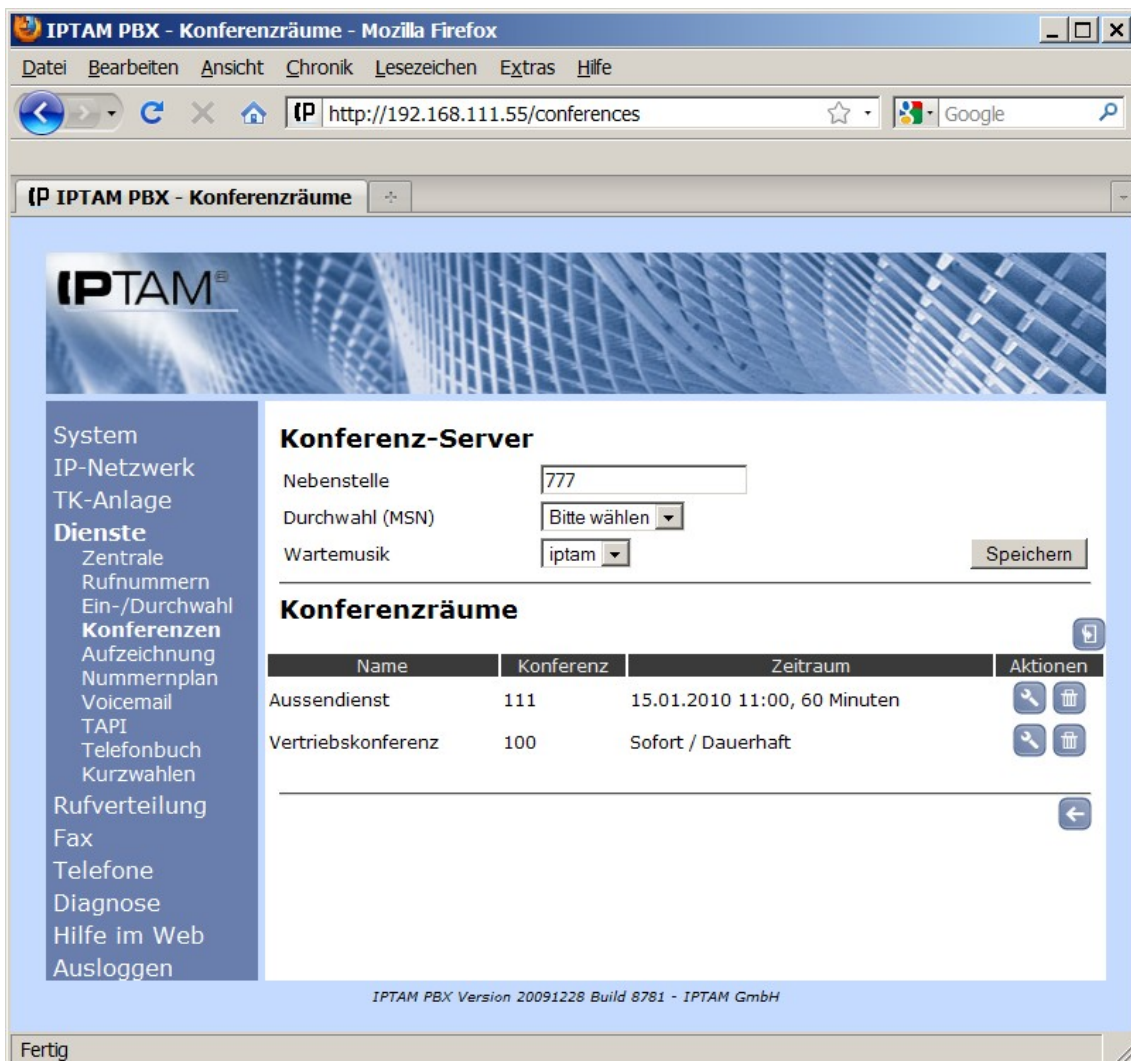 IPTAM PBX - Konferenzräume - Mozilla Firefox
Datei Bearbeiten Ansicht Chronik Lesezeichen Extras Hilfe
(P http://192.168.111.55/conferences Google
(P IPTAM PBX - Konferenzräume
IPTAM®
System
IP-Netzwerk
TK-Anlage
Dienste
Zentrale
Rufnummern
Ein-/Durchwahl
Konferenzen
Aufzeichnung
Nummernplan
Voicemail
TAPI
Telefonbuch
Kurzwahlen
Rufverteilung
Fax
Telefone
Diagnose
Hilfe im Web
Ausloggen
Konferenz-Server
Nebenstelle 777
Durchwahl (MSN) Bitte wählen
Wartemusik iptam Speichern
Konferenzräume
Name Konferenz Zeitraum Aktionen
Aussendienst 111 15.01.2010 11:00, 60 Minuten
Vertriebskonferenz 100 Sofort / Dauerhaft
IPTAM PBX Version 20091228 Build 8781 - IPTAM GmbH
Fertig